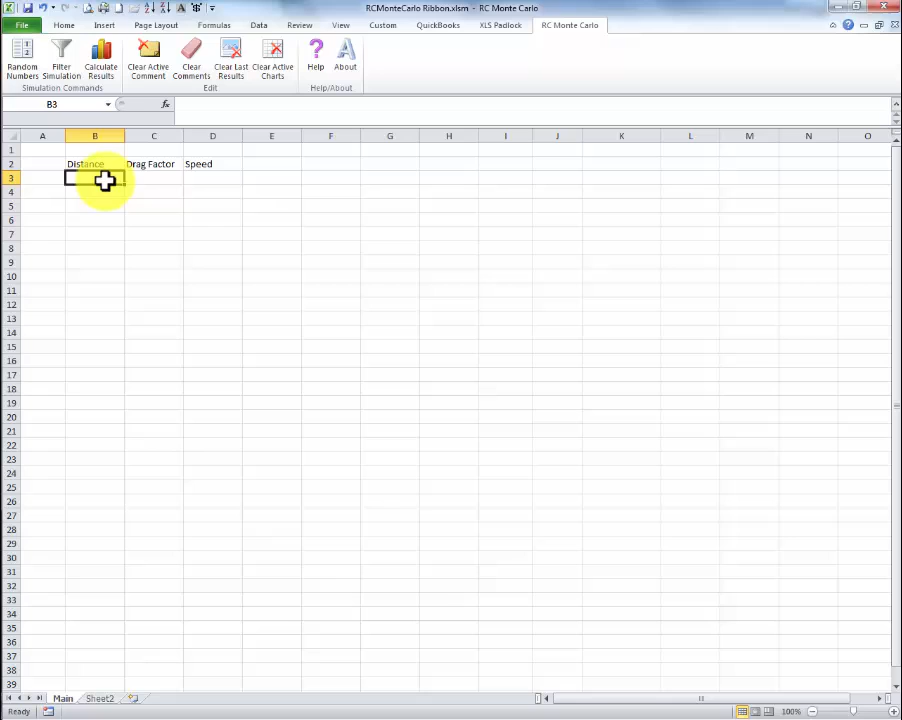 RCMonteCarlo Ribbon.xlsm - RC Monte Carlo
File Home Insert Page Layout Formulas Data Review View Custom QuickBooks XLS Padlock RC Monte Carlo
Random Numbers
Filter Simulation
Calculate Results
Clear Active Comment
Clear Comments
Clear Last Results
Clear Active Charts
Help
About
Simulation Commands Edit Help/About
B3 fx
A B C D E F G H I J K L M N O
1
2 Distance Drag Factor Speed
3
4
5
6
7
8
9
10
11
12
13
14
15
16
17
18
19
20
21
22
23
24
25
26
27
28
29
30
31
32
33
34
35
36
37
38
39
Main Sheet2
Ready 100%